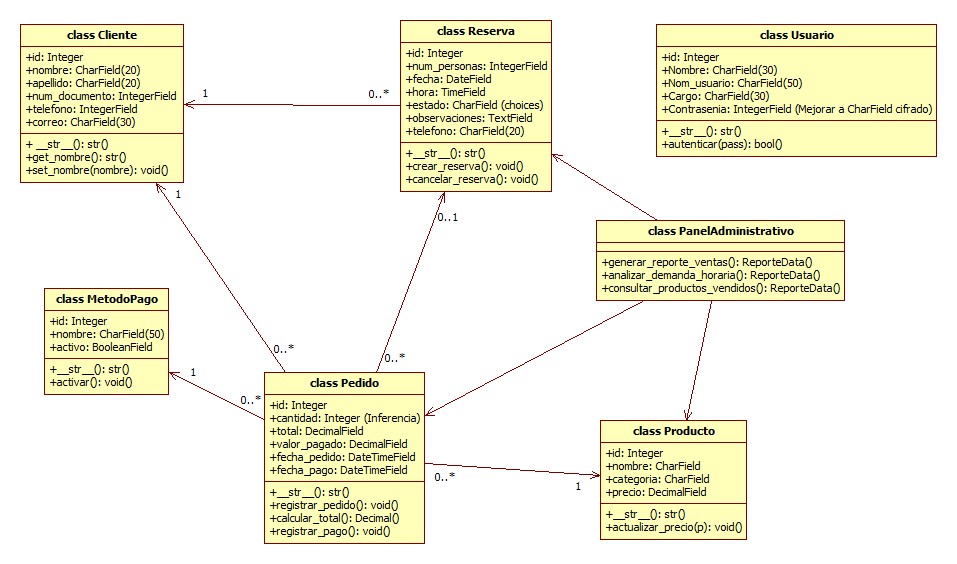 class Cliente
+id: Integer
+nombre: CharField(20)
+apellido: CharField(20)
+num_documento: IntegerField
+telefono: IntegerField
+correo: CharField(30)
+ __str__(): str()
+get_nombre(): str()
+set_nombre(nombre): void()
class Reserva
+id: Integer
+num_personas: IntegerField
+fecha: DateField
+hora: TimeField
+estado: CharField (choices)
+observaciones: TextField
+telefono: CharField(20)
+__str__(): str()
+crear_reserva(): void()
+cancelar_reserva(): void()
class Usuario
+id: Integer
+Nombre: CharField(30)
+Nom_usuario: CharField(50)
+Cargo: CharField(30)
+Contrasenia: IntegerField (Mejorar a CharField cifrado)
+__str__(): str()
+autenticar(pass): bool()
1
0..*
1
0..1
class PanelAdministrativo
+generar_reporte_ventas(): ReporteData()
+analizar_demanda_horaria(): ReporteData()
+consultar_productos_vendidos(): ReporteData()
class MetodoPago
+id: Integer
+nombre: CharField(50)
+activo: BooleanField
+__str__(): str()
+activar(): void()
0..*
0..*
1
0..*
class Pedido
+id: Integer
+cantidad: Integer (Inferencia)
+total: DecimalField
+valor_pagado: DecimalField
+fecha_pedido: DateTimeField
+fecha_pago: DateTimeField
+__str__(): str()
+registrar_pedido(): void()
+calcular_total(): Decimal()
+registrar_pago(): void()
0..*
1
class Producto
+id: Integer
+nombre: CharField
+categoria: CharField
+precio: DecimalField
+__str__(): str()
+actualizar_precio(p): void()